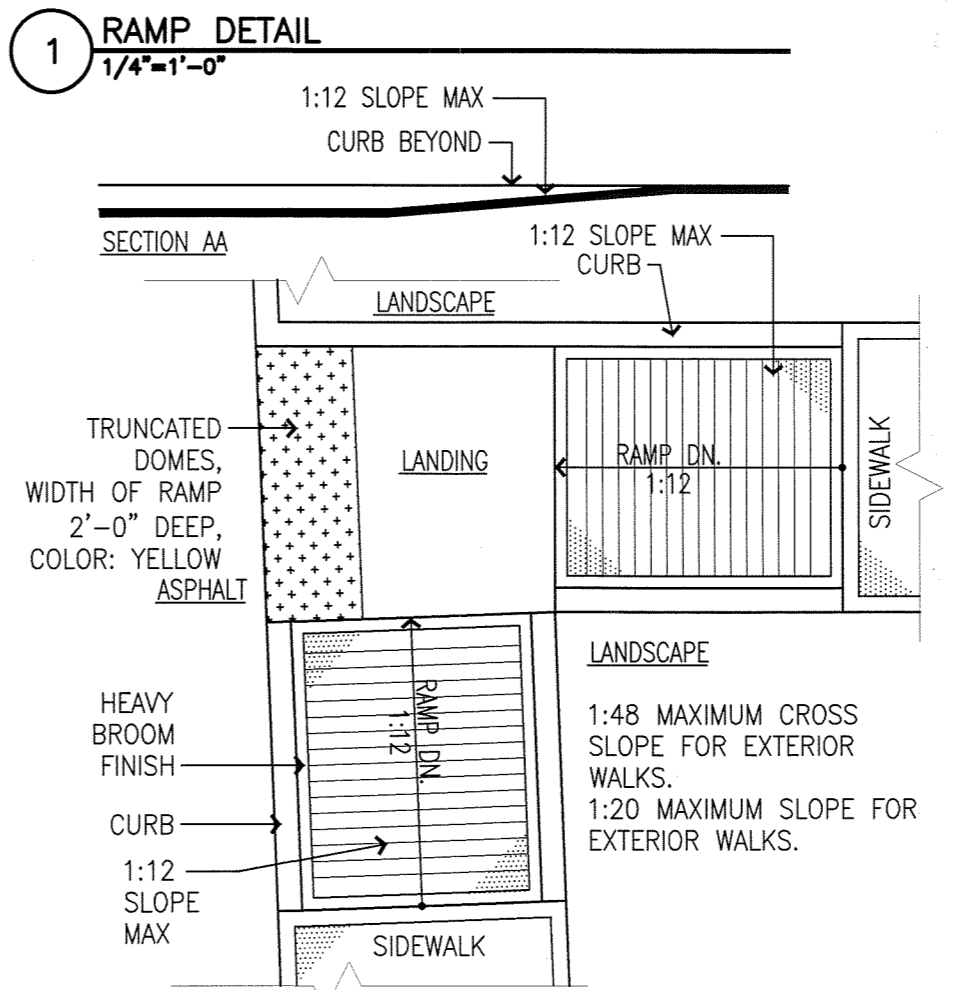 1
RAMP DETAIL
1/4"=1'-0"
1:12 SLOPE MAX
CURB BEYOND
SECTION AA
1:12 SLOPE MAX
CURB
LANDSCAPE
TRUNCATED
DOMES,
WIDTH OF RAMP
2'-0" DEEP,
COLOR: YELLOW
ASPHALT
LANDING
RAMP DN.
1:12
SIDEWALK
HEAVY
BROOM
FINISH
CURB
1:12
SLOPE
MAX
RAMP DN.
1:12
SIDEWALK
LANDSCAPE
1:48 MAXIMUM CROSS
SLOPE FOR EXTERIOR
WALKS.
1:20 MAXIMUM SLOPE FOR
EXTERIOR WALKS.